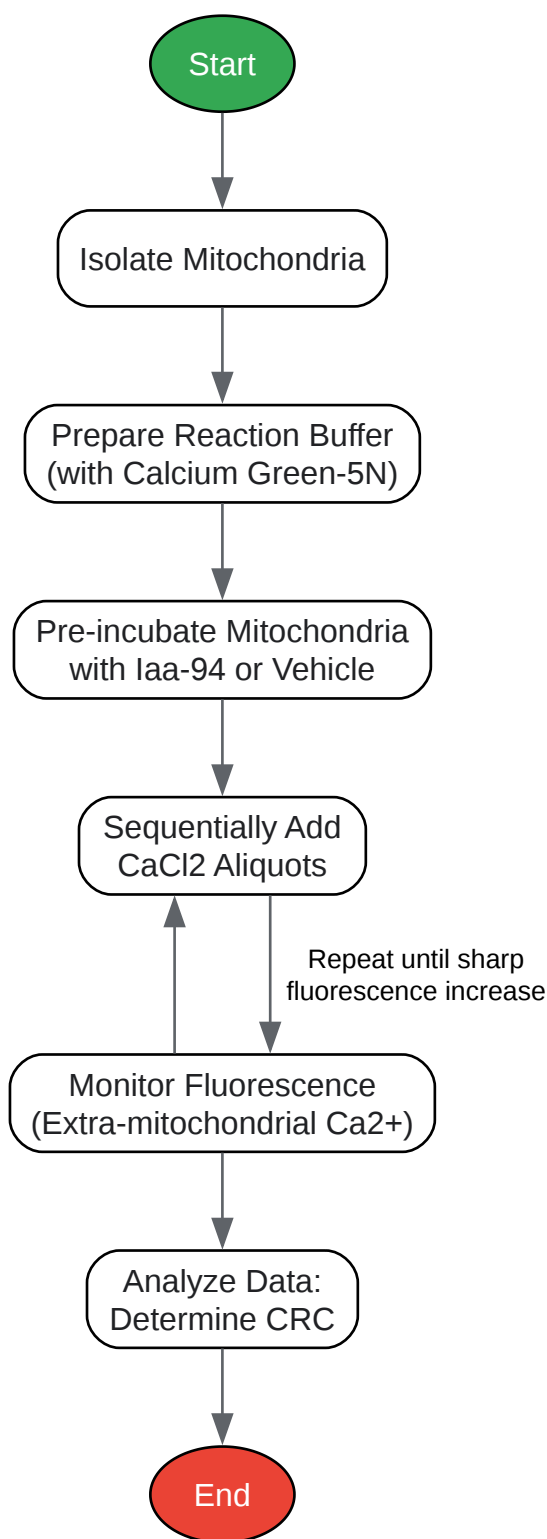 Start
Isolate Mitochondria
Prepare Reaction Buffer
(with Calcium Green-5N)
Pre-incubate Mitochondria
with Iaa-94 or Vehicle
Sequentially Add
CaCl2 Aliquots
Repeat until sharp
fluorescence increase
Monitor Fluorescence
(Extra-mitochondrial Ca2+)
Analyze Data:
Determine CRC
End